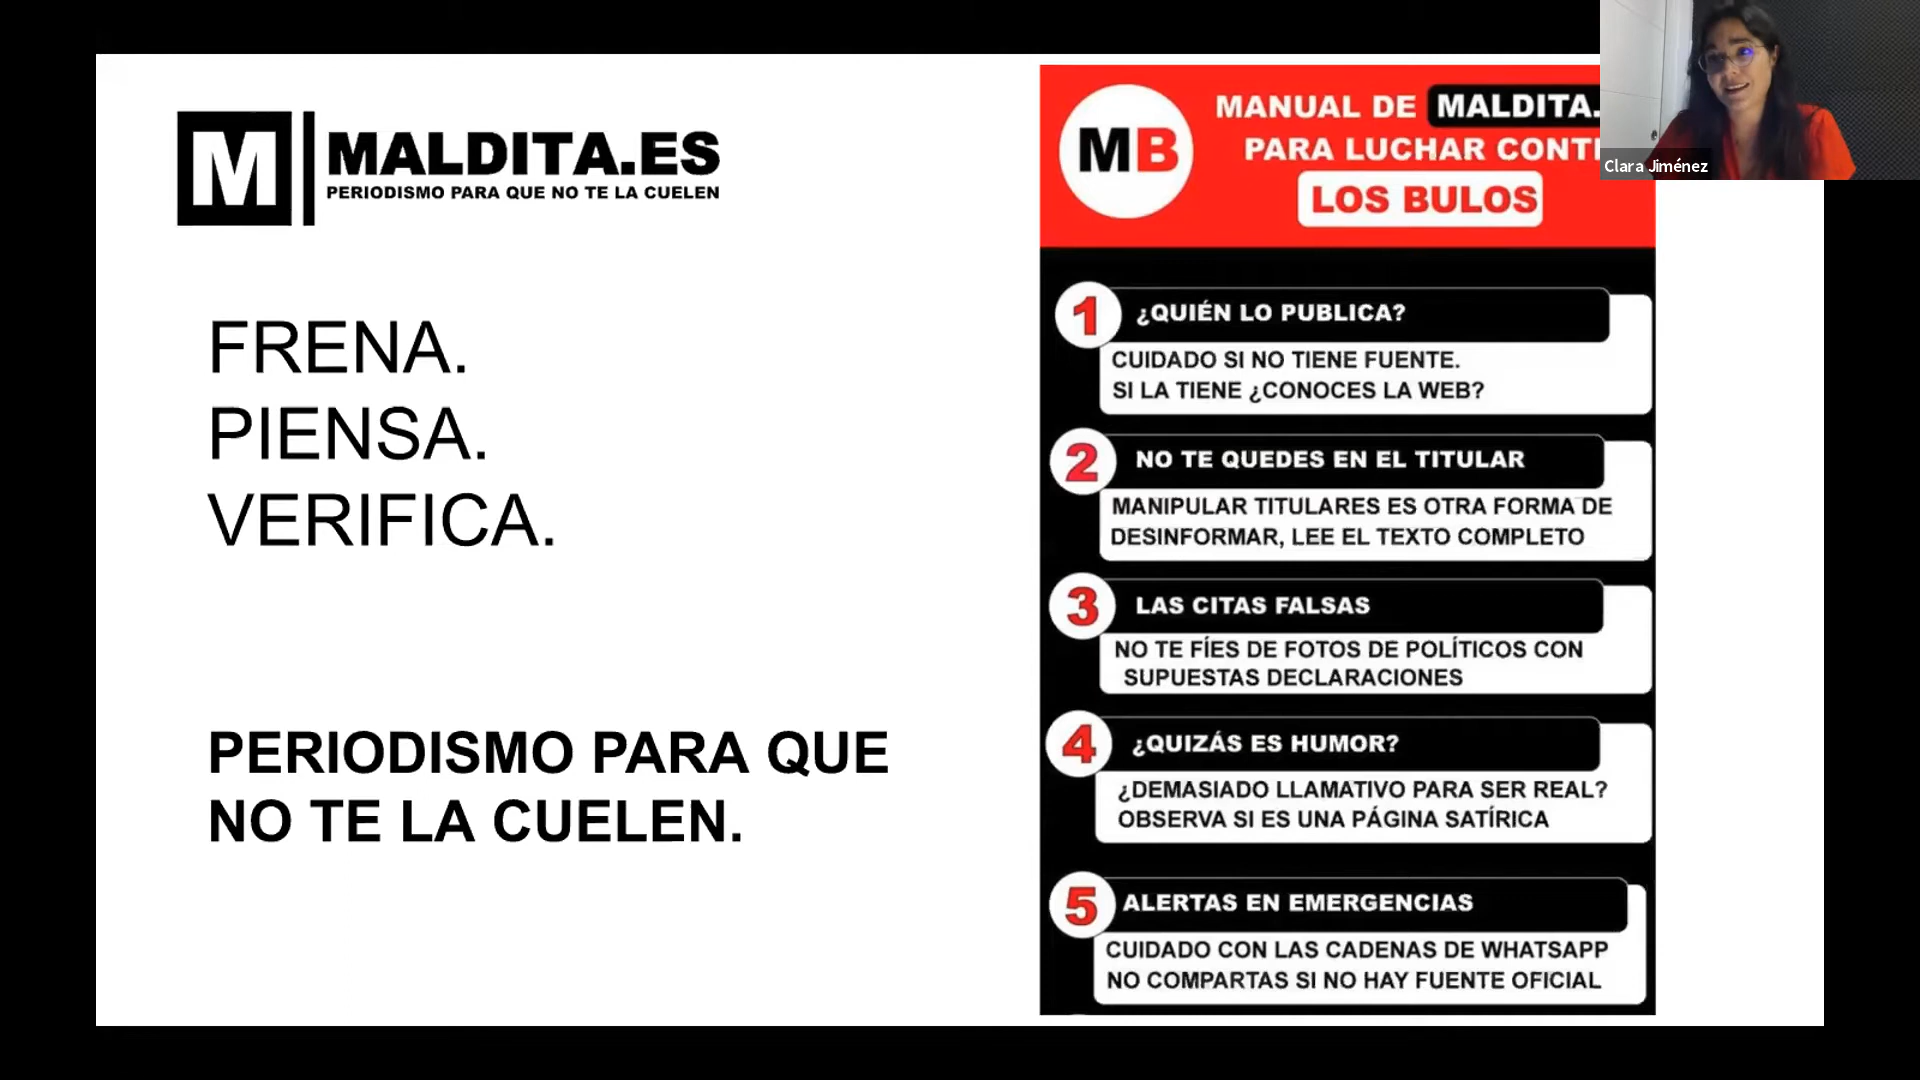 M MALDITA.ES
PERIODISMO PARA QUE NO TE LA CUELEN
FRENA.
PIENSA.
VERIFICA.
PERIODISMO PARA QUE
NO TE LA CUELEN.
MB
MANUAL DE MALDITA.
PARA LUCHAR
LOS BULOS
1 ¿QUIÉN LO PUBLICA?
CUIDADO SI NO TIENE FUENTE.
SI LA TIENE ¿CONOCES LA WEB?
2 NO TE QUEDES EN EL TITULAR
MANIPULAR TITULARES ES OTRA FORMA DE
DESINFORMAR, LEE EL TEXTO COMPLETO
3 LAS CITAS FALSAS
NO TE FÍES DE FOTOS DE POLÍTICOS CON
SUPUESTAS DECLARACIONES
4 ¿QUIZÁS ES HUMOR?
¿DEMASIADO LLAMATIVO PARA SER REAL?
OBSERVA SI ES UNA PÁGINA SATÍRICA
5 ALERTAS EN EMERGENCIAS
CUIDADO CON LAS CADENAS DE WHATSAPP
NO COMPARTAS SI NO HAY FUENTE OFICIAL
Clara Jiménez